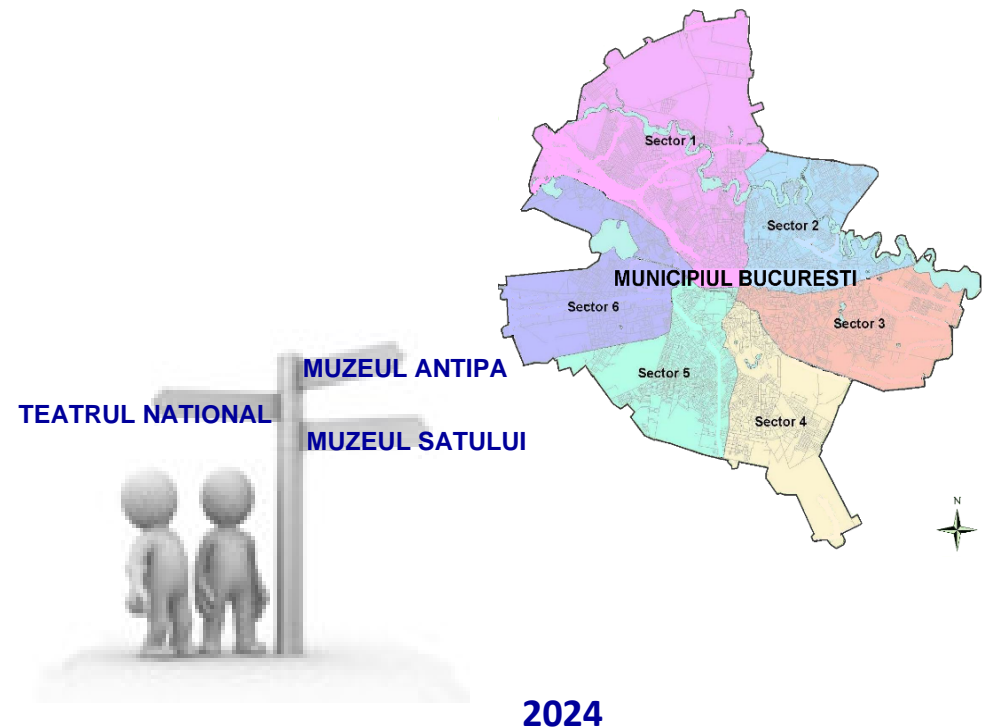 Sector 1
Sector 2
MUNICIPIUL BUCURESTI
Sector 6
Sector 3
MUZEUL ANTIPA
Sector 5
TEATRUL NATIONAL
Sector 4
MUZEUL SATULUI
N
2024